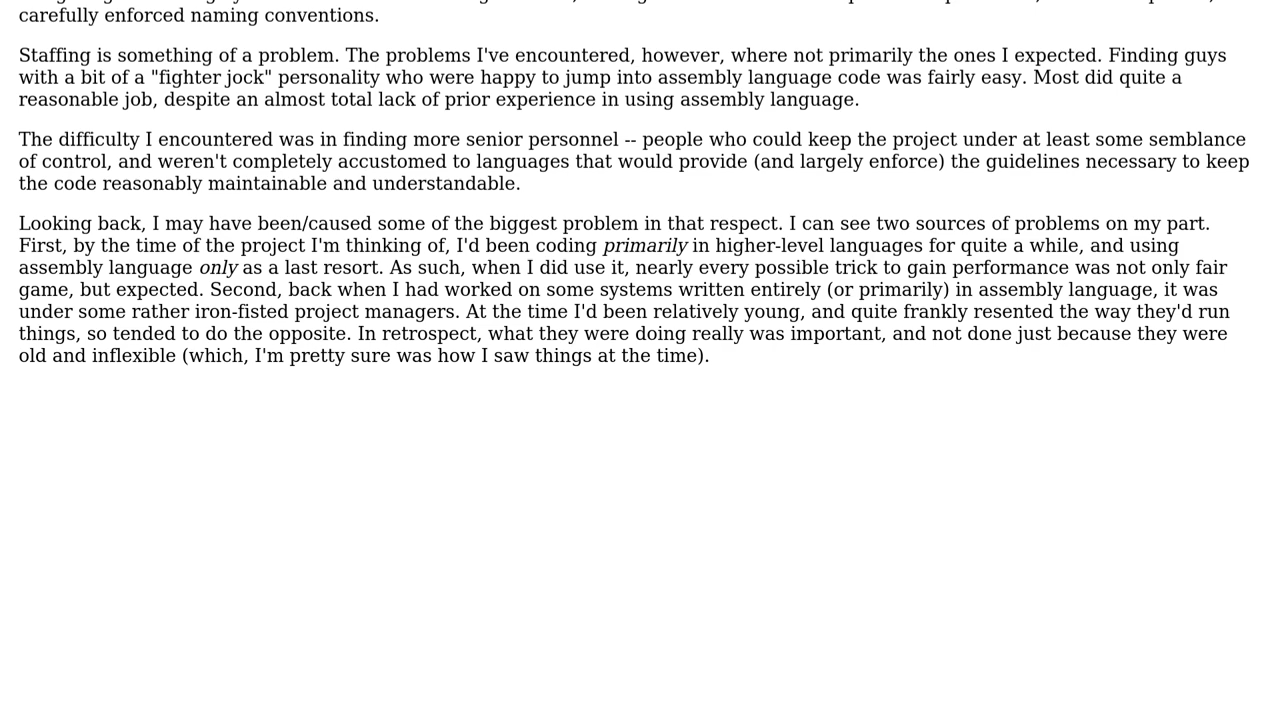 carefully enforced naming conventions.
Staffing is something of a problem. The problems I've encountered, however, where not primarily the ones I expected. Finding guys
with a bit of a "fighter jock" personality who were happy to jump into assembly language code was fairly easy. Most did quite a
reasonable job, despite an almost total lack of prior experience in using assembly language.
The difficulty I encountered was in finding more senior personnel -- people who could keep the project under at least some semblance
of control, and weren't completely accustomed to languages that would provide (and largely enforce) the guidelines necessary to keep
the code reasonably maintainable and understandable.
Looking back, I may have been/caused some of the biggest problem in that respect. I can see two sources of problems on my part.
First, by the time of the project I'm thinking of, I'd been coding primarily in higher-level languages for quite a while, and using
assembly language only as a last resort. As such, when I did use it, nearly every possible trick to gain performance was not only fair
game, but expected. Second, back when I had worked on some systems written entirely (or primarily) in assembly language, it was
under some rather iron-fisted project managers. At the time I'd been relatively young, and quite frankly resented the way they'd run
things, so tended to do the opposite. In retrospect, what they were doing really was important, and not done just because they were
old and inflexible (which, I'm pretty sure was how I saw things at the time).